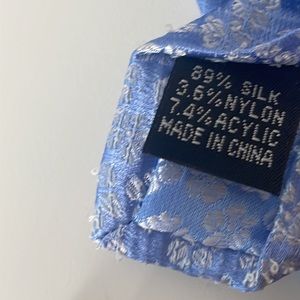 89% SILK
3.6% NYLON
7.4% ACYLIC
MADE IN CHINA